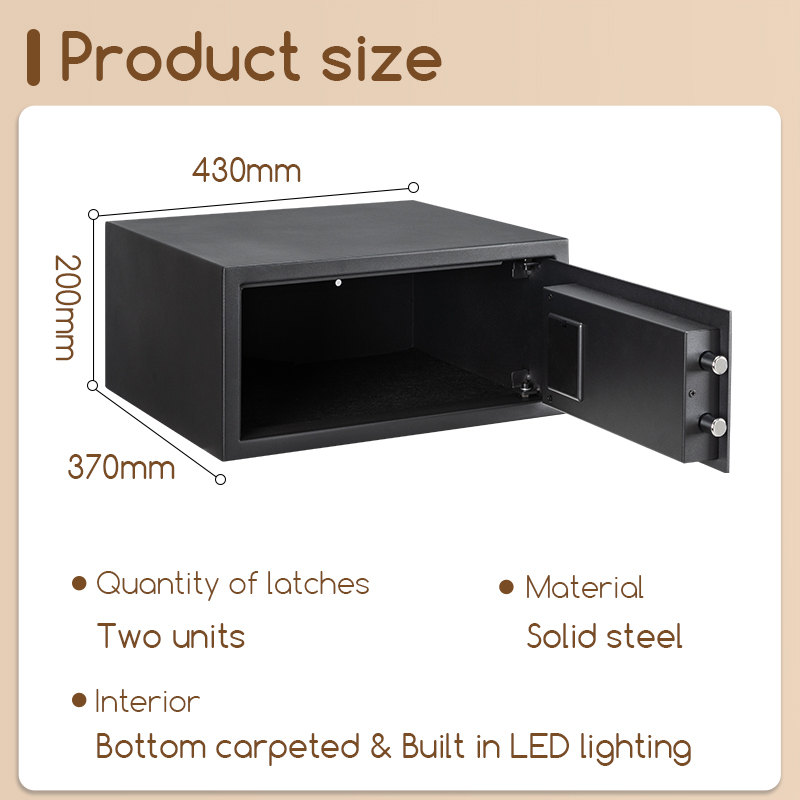 Product size
430mm
200mm
370mm
Quantity of latches
Two units
Material
Solid steel
Interior
Bottom carpeted & Built in LED lighting